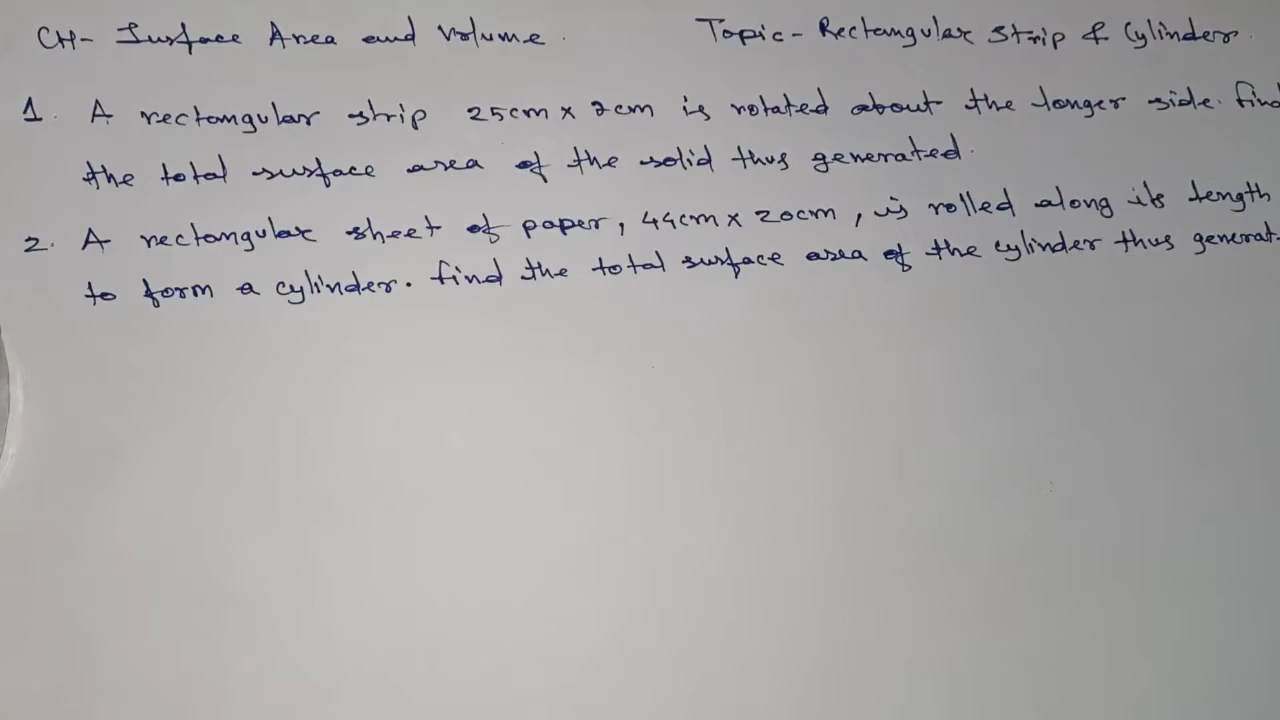 CH- Surface Area and Volume.
Topic- Rectangular Strip & Cylinder.
1. A rectangular strip 25cm x 2cm is rotated about the longer side. Find
the total surface area of the solid thus generated.
2. A rectangular sheet of paper, 44cm x 20cm, is rolled along its length
to form a cylinder. find the total surface area of the cylinder thus generat